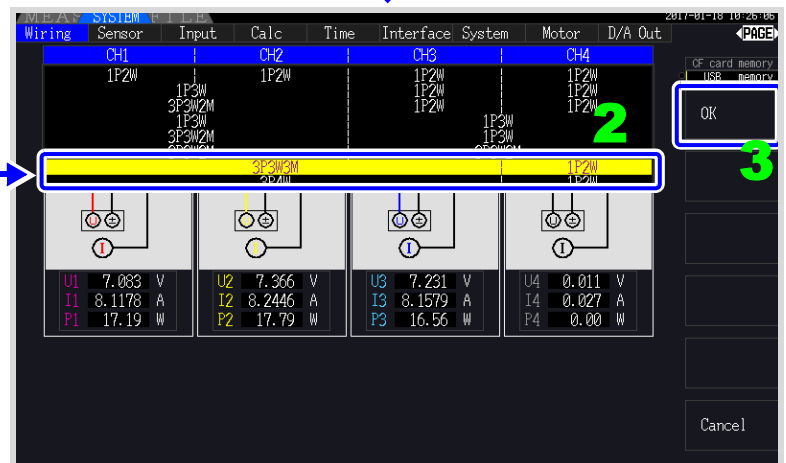 MEAS SYSTEM FILE 2017-01-18 10:26:06
Wiring Sensor Input Calc Time Interface System Motor D/A Out PAGE
CH1 CH2 CH3 CH4
CF card memory
USB memory
1P2W 1P2W 1P2W 1P2W
1P3W 1P2W 1P2W
3P3W2M 1P2W 1P2W
1P3W 1P3W
3P3W2M 1P3W
OK
2
3
3P3W3M 1P2W
3P4W 1P2W
U ± U ±
I I I I
U1 7.083 V U2 7.366 V U3 7.231 V U4 0.011 V
I1 8.1178 A I2 8.2446 A I3 8.1579 A I4 0.027 A
P1 17.19 W P2 17.79 W P3 16.56 W P4 0.00 W
Cancel